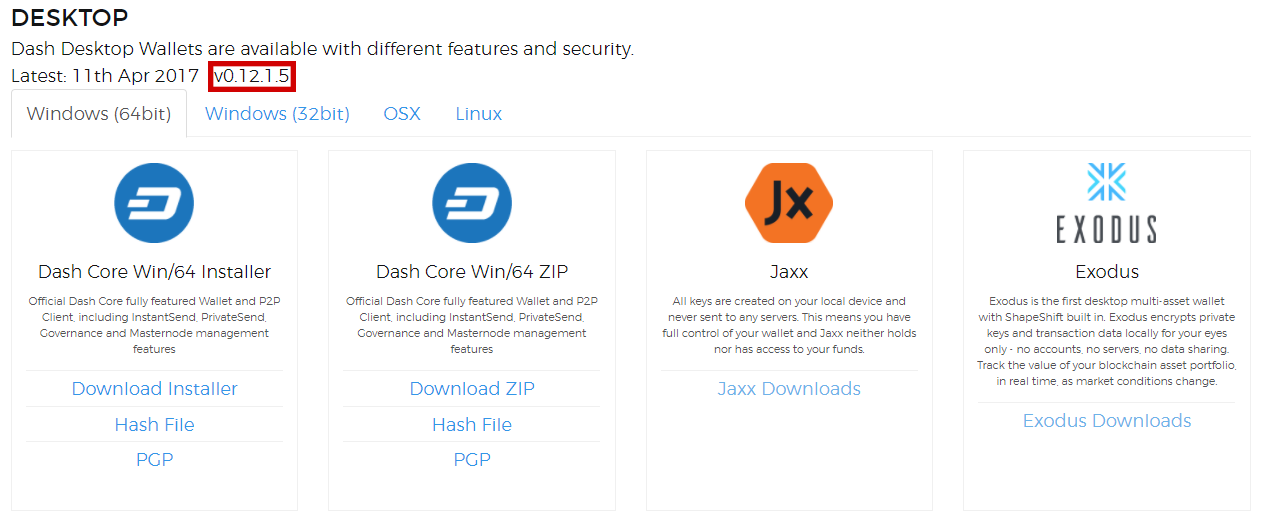 DESKTOP
Dash Desktop Wallets are available with different features and security.
Latest: 11th Apr 2017 v0.12.1.5
Windows (64bit) Windows (32bit) OSX Linux
Dash Core Win/64 Installer
Official Dash Core fully featured Wallet and P2P
Client, including InstantSend, PrivateSend,
Governance and Masternode management
features
Download Installer
Hash File
PGP
Dash Core Win/64 ZIP
Official Dash Core fully featured Wallet and P2P
Client, including InstantSend, PrivateSend,
Governance and Masternode management
features
Download ZIP
Hash File
PGP
Jx
Jaxx
All keys are created on your local device and
never sent to any servers. This means you have
full control of your wallet and Jaxx neither holds
nor has access to your funds.
Jaxx Downloads
EXODUS
Exodus
Exodus is the first desktop multi-asset wallet
with ShapeShift built in. Exodus encrypts private
keys and transaction data locally for your eyes
only - no accounts, no servers, no data sharing.
Track the value of your blockchain asset portfolio,
in real time, as market conditions change.
Exodus Downloads